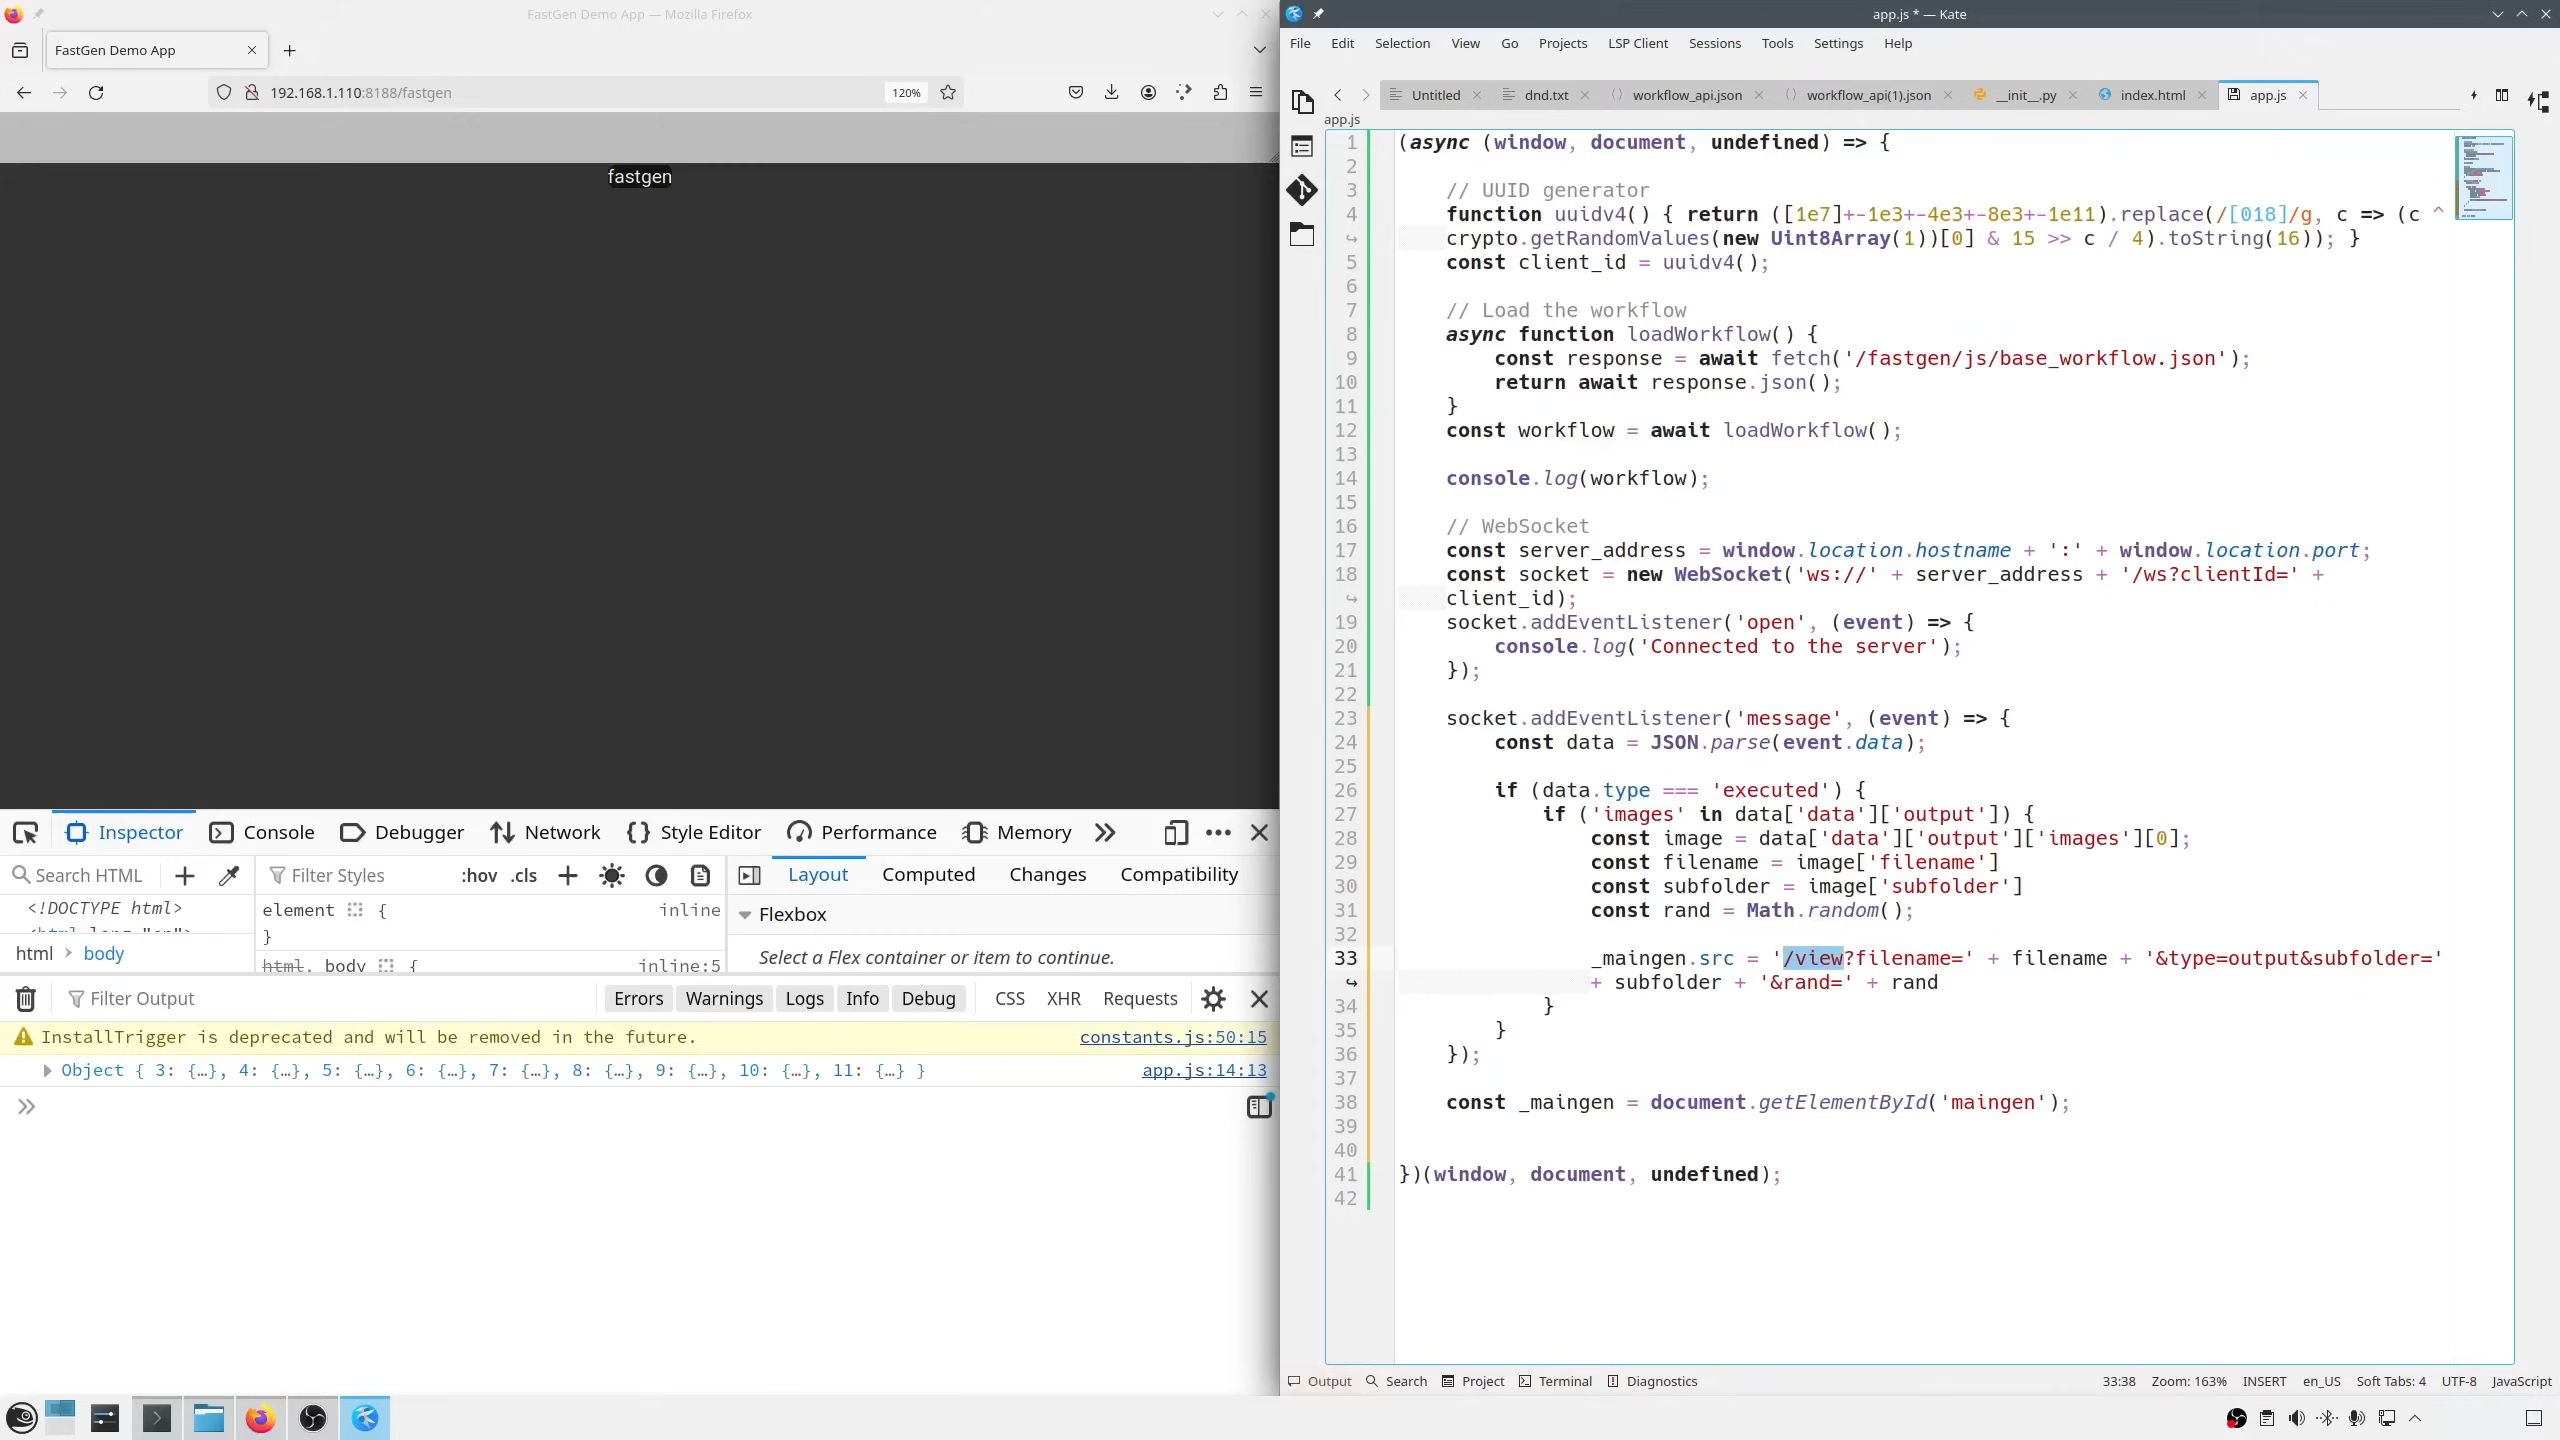 FastGen Demo App — Mozilla Firefox
FastGen Demo App
192.168.1.110:8188/fastgen
120%
fastgen
Inspector
Console
Debugger
Network
Style Editor
Performance
Memory
Search HTML
Filter Styles
:hov
.cls
Layout
Computed
Changes
Compatibility
<!DOCTYPE html>
element {
inline
}
Flexbox
html
body
html, body {
inline:5
Select a Flex container or item to continue.
Filter Output
Errors
Warnings
Logs
Info
Debug
CSS
XHR
Requests
InstallTrigger is deprecated and will be removed in the future.
constants.js:50:15
Object { 3: {…}, 4: {…}, 5: {…}, 6: {…}, 7: {…}, 8: {…}, 9: {…}, 10: {…}, 11: {…} }
app.js:14:13
app.js * — Kate
File
Edit
Selection
View
Go
Projects
LSP Client
Sessions
Tools
Settings
Help
Untitled
dnd.txt
workflow_api.json
workflow_api(1).json
__init__.py
index.html
app.js
app.js
1 (async (window, document, undefined) => {
2
3 // UUID generator
4 function uuidv4() { return ([1e7]+-1e3+-4e3+-8e3+-1e11).replace(/[018]/g, c => (c ^
crypto.getRandomValues(new Uint8Array(1))[0] & 15 >> c / 4).toString(16)); }
5 const client_id = uuidv4();
6
7 // Load the workflow
8 async function loadWorkflow() {
9 const response = await fetch('/fastgen/js/base_workflow.json');
10 return await response.json();
11 }
12 const workflow = await loadWorkflow();
13
14 console.log(workflow);
15
16 // WebSocket
17 const server_address = window.location.hostname + ':' + window.location.port;
18 const socket = new WebSocket('ws://' + server_address + '/ws?clientId=' +
client_id);
19 socket.addEventListener('open', (event) => {
20 console.log('Connected to the server');
21 });
22
23 socket.addEventListener('message', (event) => {
24 const data = JSON.parse(event.data);
25
26 if (data.type === 'executed') {
27 if ('images' in data['data']['output']) {
28 const image = data['data']['output']['images'][0];
29 const filename = image['filename']
30 const subfolder = image['subfolder']
31 const rand = Math.random();
32
33 _maingen.src = '/view?filename=' + filename + '&type=output&subfolder='
+ subfolder + '&rand=' + rand
34 }
35 }
36 });
37
38 const _maingen = document.getElementById('maingen');
39
40
41 })(window, document, undefined);
42
Output
Search
Project
Terminal
Diagnostics
33:38
Zoom: 163%
INSERT
en_US
Soft Tabs: 4
UTF-8
JavaScript